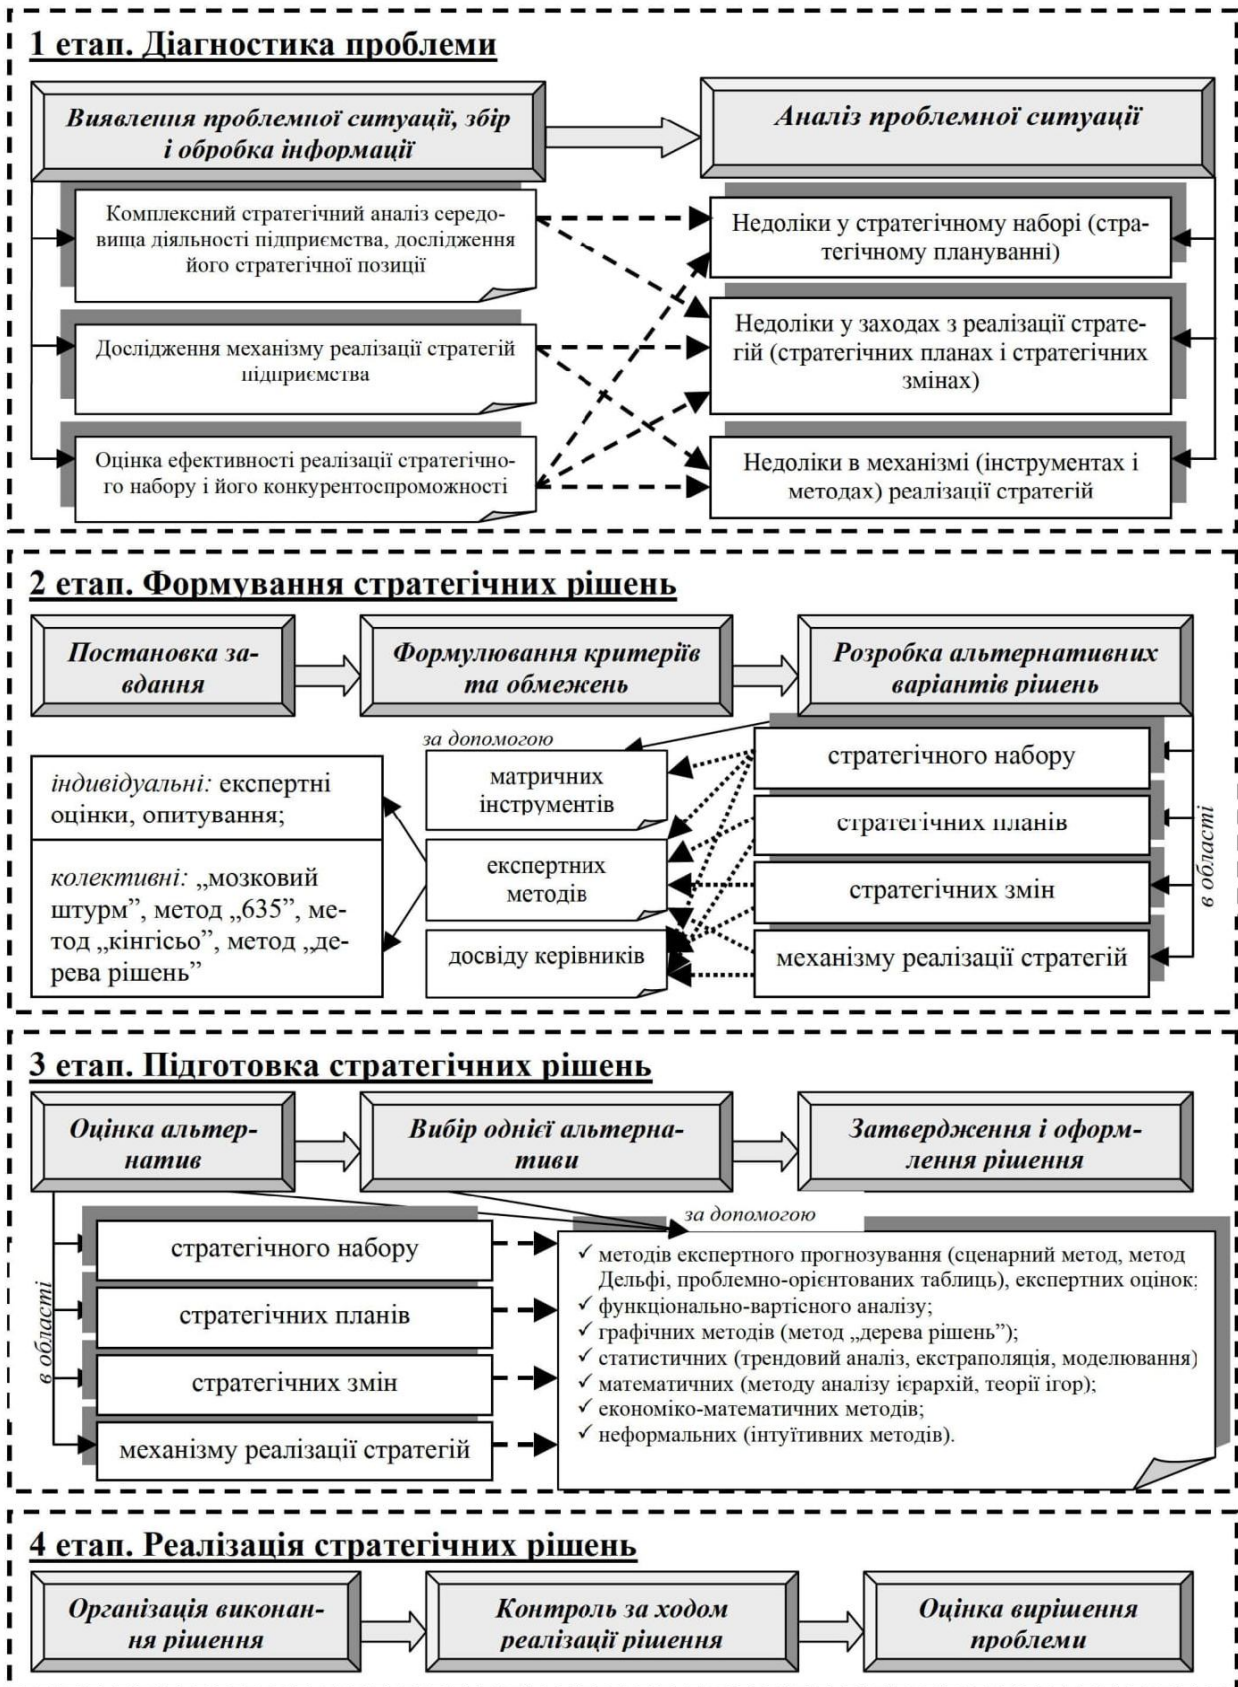 1 етап. Діагностика проблеми
Виявлення проблемної ситуації, збір
і обробка інформації
Аналіз проблемної ситуації
Комплексний стратегічний аналіз середо-
вища діяльності підприємства, дослідження
його стратегічної позиції
Недоліки у стратегічному наборі (стра-
тегічному плануванні)
Дослідження механізму реалізації стратегій
підприємства
Недоліки у заходах з реалізації страте-
гій (стратегічних планах і стратегічних
змінах)
Оцінка ефективності реалізації стратегічно-
го набору і його конкурентоспроможності
Недоліки в механізмі (інструментах і
методах) реалізації стратегій
2 етап. Формування стратегічних рішень
Постановка за-
вдання
Формулювання критеріїв
та обмежень
Розробка альтернативних
варіантів рішень
за допомогою
індивідуальні: експертні
оцінки, опитування;
колективні: „мозковий
штурм”, метод „635”, ме-
тод „кінгісьо”, метод „де-
рева рішень”
матричних
інструментів
експертних
методів
досвіду керівників
стратегічного набору
стратегічних планів
стратегічних змін
механізму реалізації стратегій
в області
3 етап. Підготовка стратегічних рішень
Оцінка альтер-
натив
Вибір однієї альтерна-
тиви
Затвердження і оформ-
лення рішення
в області
стратегічного набору
стратегічних планів
стратегічних змін
механізму реалізації стратегій
за допомогою
✓ методів експертного прогнозування (сценарний метод, метод
Дельфі, проблемно-орієнтованих таблиць), експертних оцінок;
✓ функціонально-вартісного аналізу;
✓ графічних методів (метод „дерева рішень”);
✓ статистичних (трендовий аналіз, екстраполяція, моделювання)
✓ математичних (методу аналізу ієрархій, теорії ігор);
✓ економіко-математичних методів;
✓ неформальних (інтуїтивних методів).
4 етап. Реалізація стратегічних рішень
Організація виконан-
ня рішення
Контроль за ходом
реалізації рішення
Оцінка вирішення
проблеми